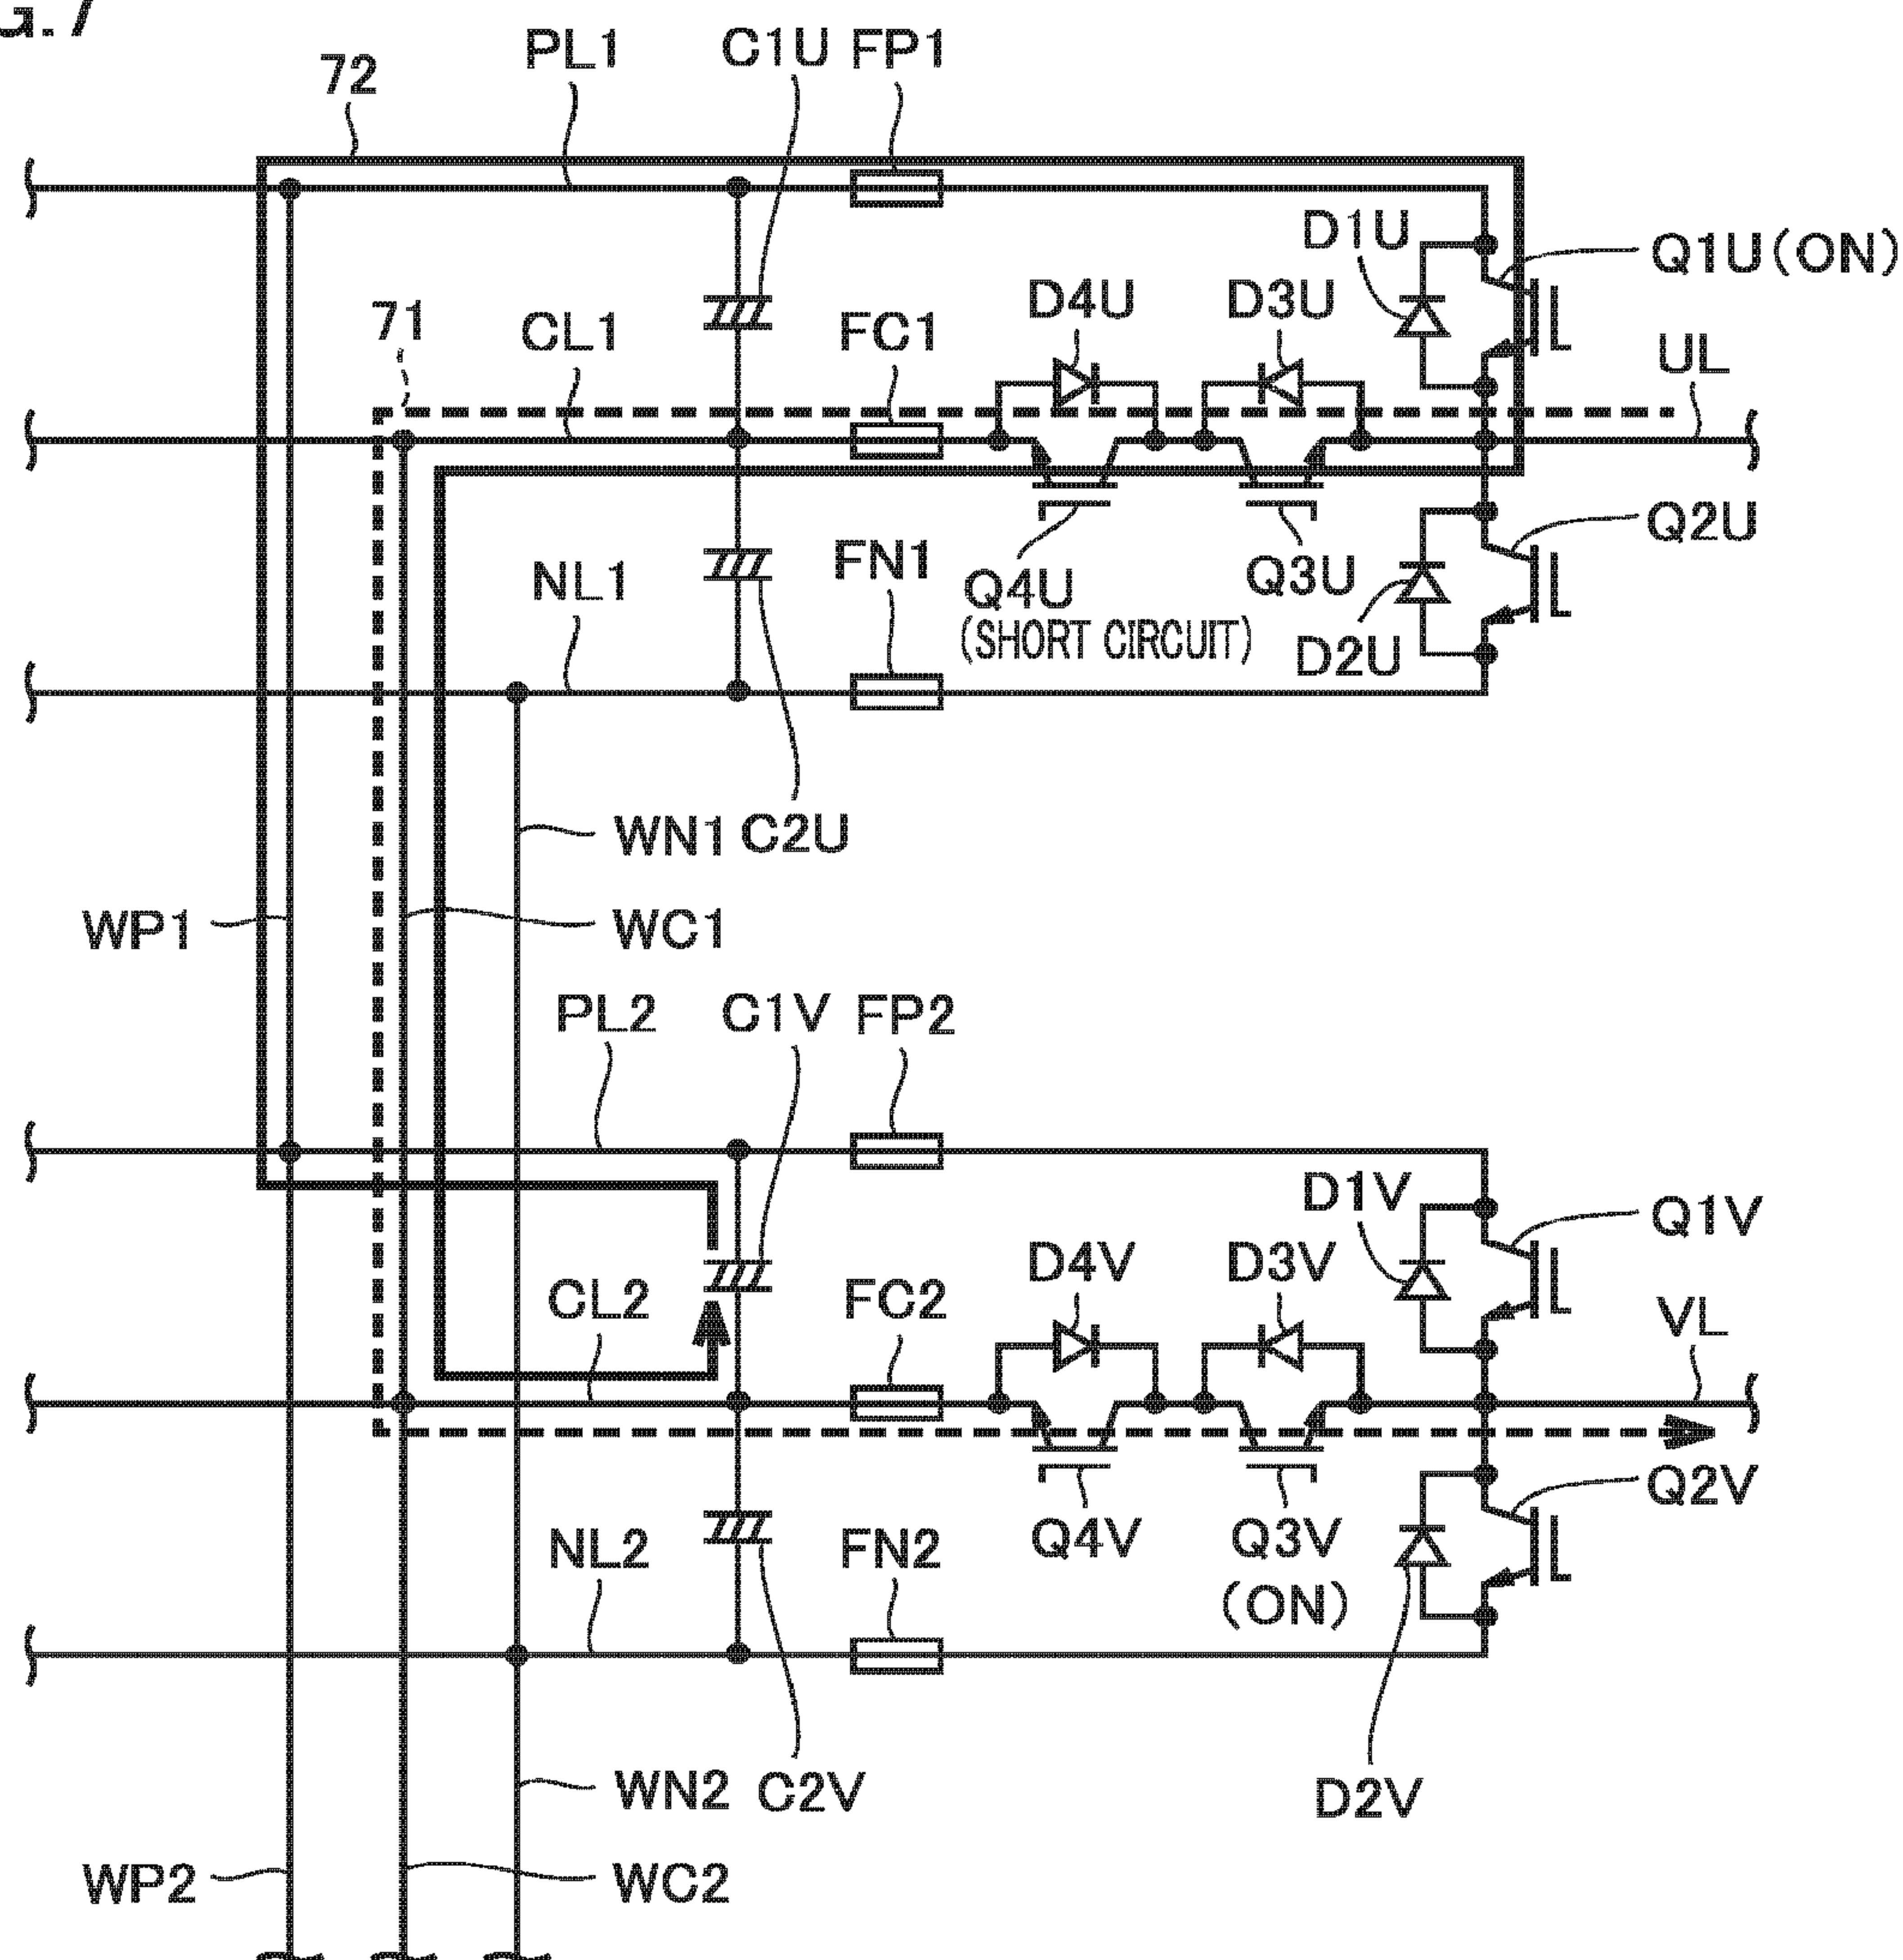 G.7
PL1
C1U
FP1
72
D1U
Q1U(ON)
71
CL1
FC1
D4U
D3U
UL
NL1
FN1
Q4U
(SHORT CIRCUIT)
Q3U
Q2U
D2U
WN1
C2U
WP1
WC1
PL2
C1V
FP2
D1V
Q1V
CL2
FC2
D4V
D3V
VL
NL2
FN2
Q4V
Q3V
(ON)
Q2V
WN2
C2V
D2V
WP2
WC2